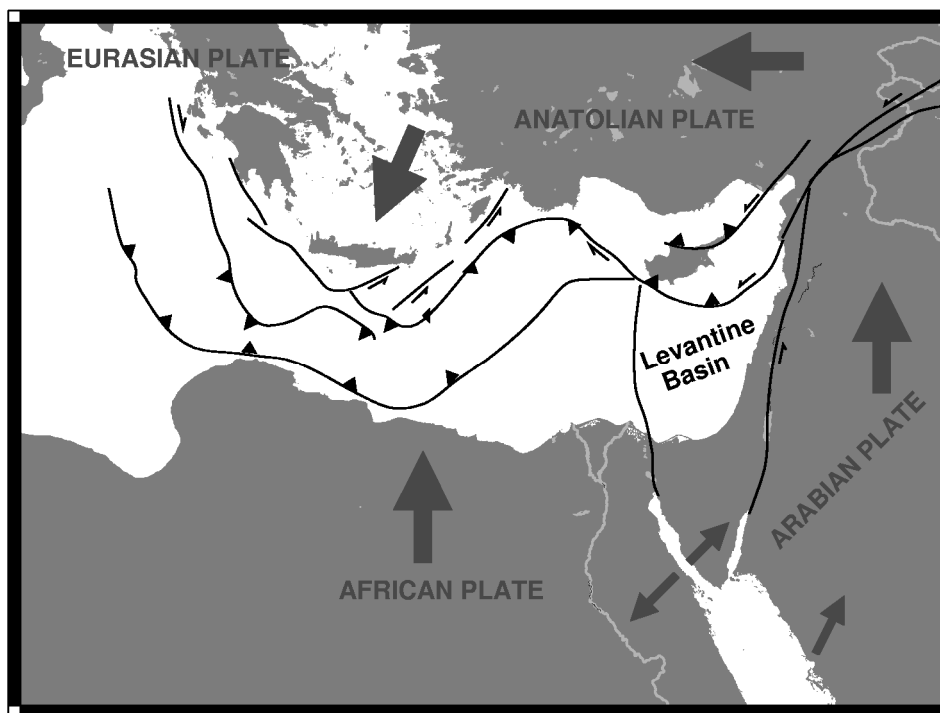 EURASIAN PLATE
ANATOLIAN PLATE
Levantine
Basin
ARABIAN PLATE
AFRICAN PLATE